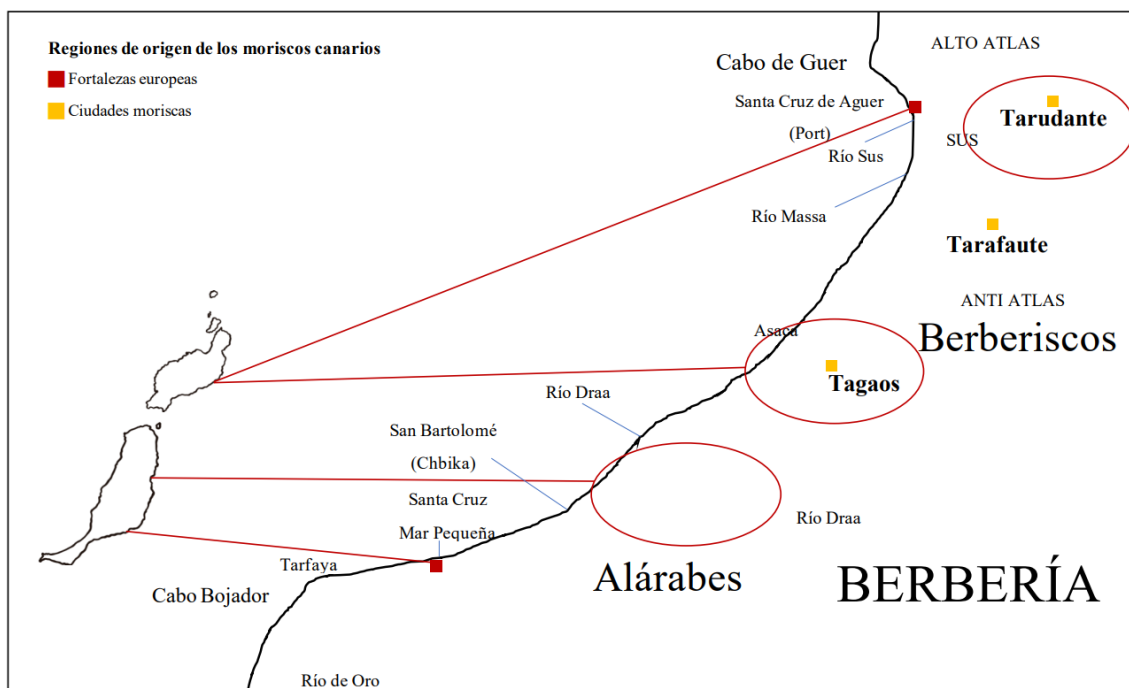 Regiones de origen de los moriscos canarios
Fortalezas europeas
Ciudades moriscas
ALTO ATLAS
Cabo de Guer
Santa Cruz de Aguer
(Port)
Tarudante
SUS
Río Sus
Río Massa
Tarafaute
ANTI ATLAS
Asaca
Berberiscos
Tagaos
Río Draa
San Bartolomé
(Chbika)
Santa Cruz
Mar Pequeña
Río Draa
Tarfaya
Alárabes
BERBERÍA
Cabo Bojador
Río de Oro